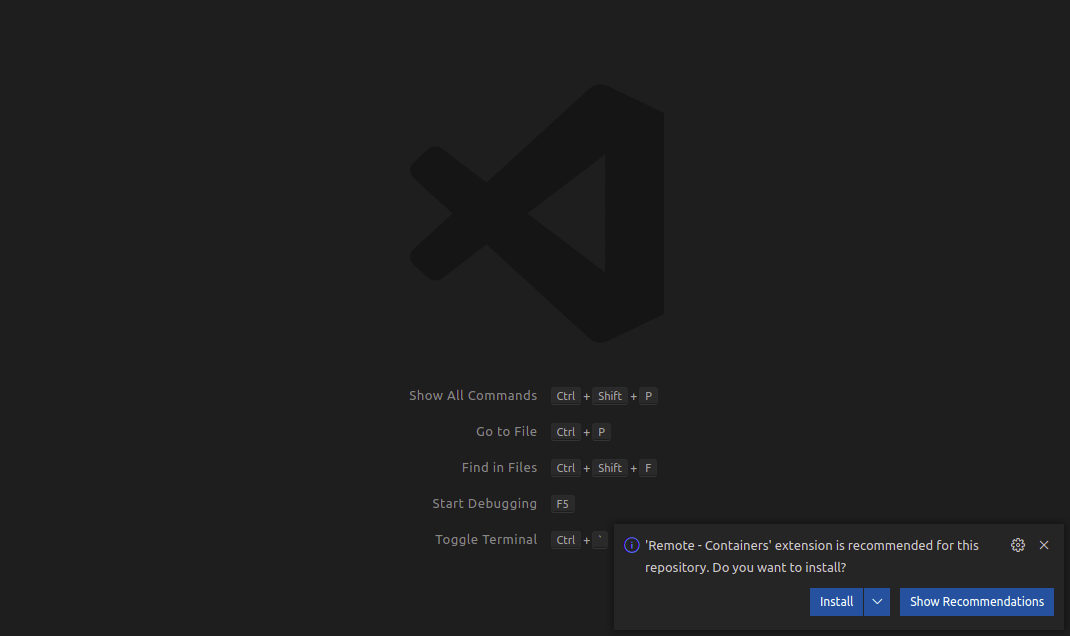 Show All Commands Ctrl + Shift + P
Go to File Ctrl + P
Find in Files Ctrl + Shift + F
Start Debugging F5
Toggle Terminal Ctrl + `
'Remote - Containers' extension is recommended for this
repository. Do you want to install?
Install Show Recommendations